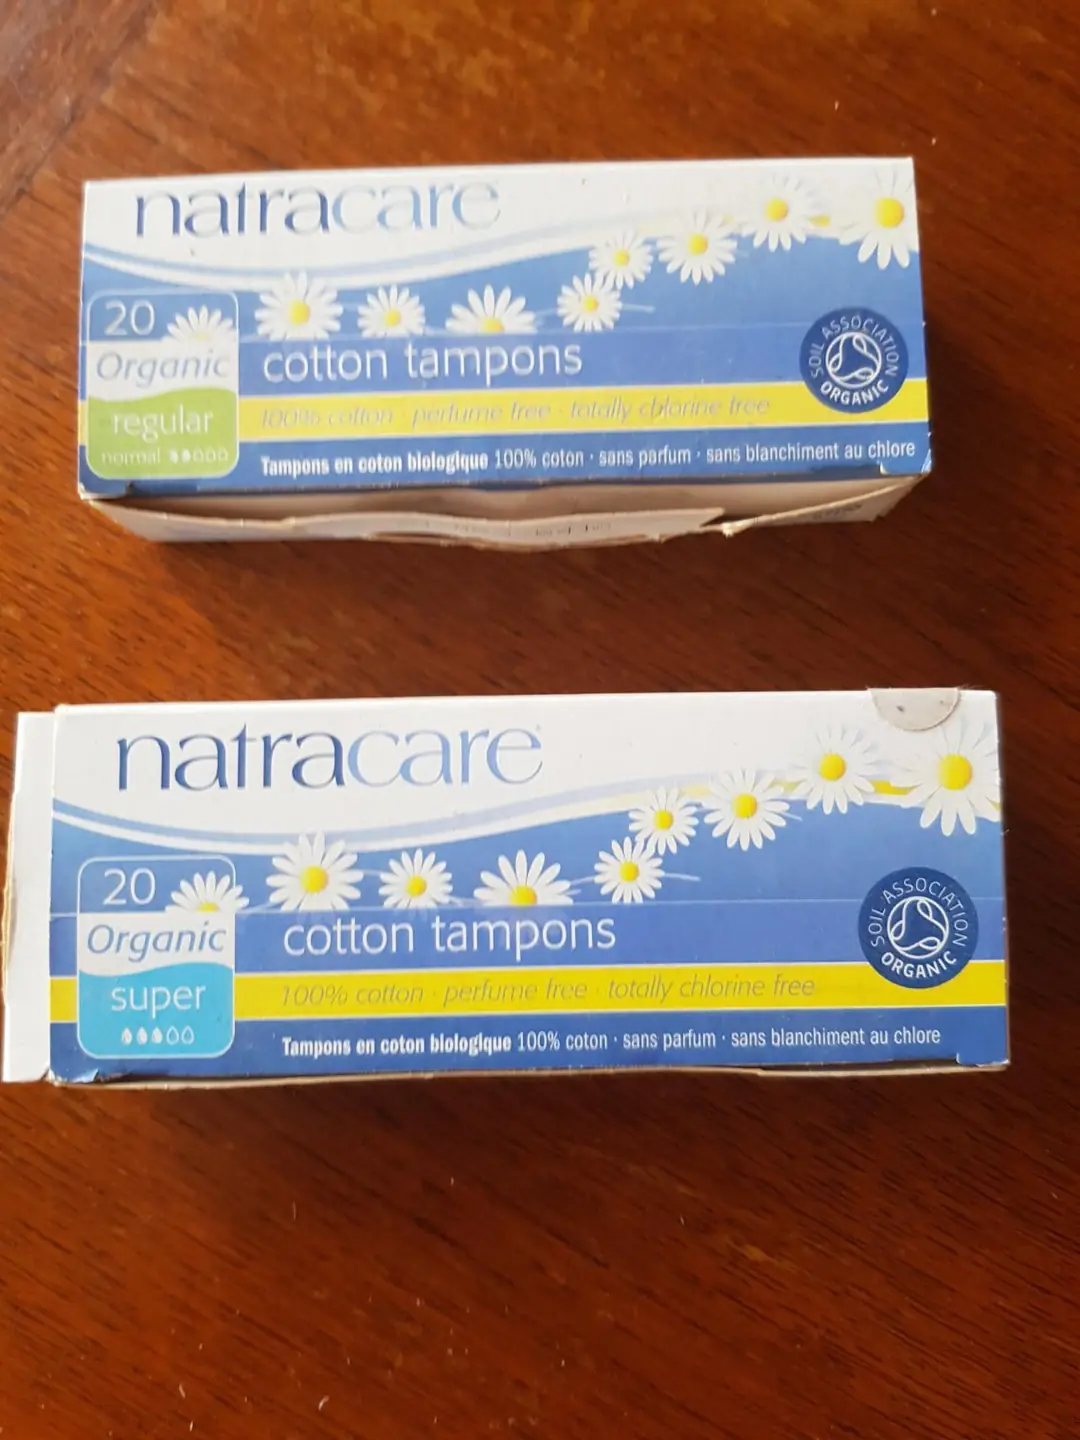 natracare
20
Organic
regular
normal
cotton tampons
100% cotton · perfume free · totally chlorine free
Tampons en coton biologique 100% coton · sans parfum · sans blanchiment au chlore
SOIL ASSOCIATION
ORGANIC
natracare
20
Organic
super
cotton tampons
100% cotton · perfume free · totally chlorine free
Tampons en coton biologique 100% coton · sans parfum · sans blanchiment au chlore
SOIL ASSOCIATION
ORGANIC